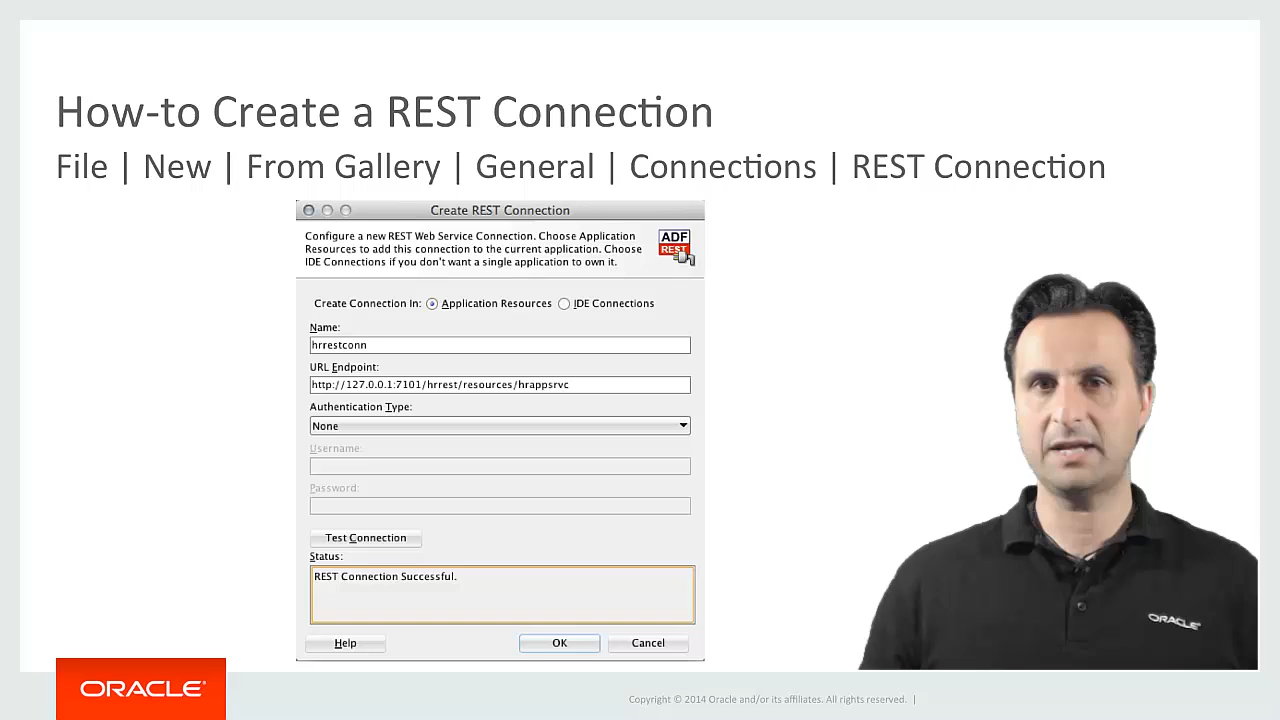 How-to Create a REST Connection
File | New | From Gallery | General | Connections | REST Connection
Create REST Connection
Configure a new REST Web Service Connection. Choose Application
Resources to add this connection to the current application. Choose
IDE Connections if you don't want a single application to own it.
ADF
REST
Create Connection In: Application Resources IDE Connections
Name:
hrrestconn
URL Endpoint:
http://127.0.0.1:7101/hrrest/resources/hrappsrvc
Authentication Type:
None
Username:
Password:
Test Connection
Status:
REST Connection Successful.
Help OK Cancel
ORACLE
ORACLE
Copyright © 2014 Oracle and/or its affiliates. All rights reserved. |